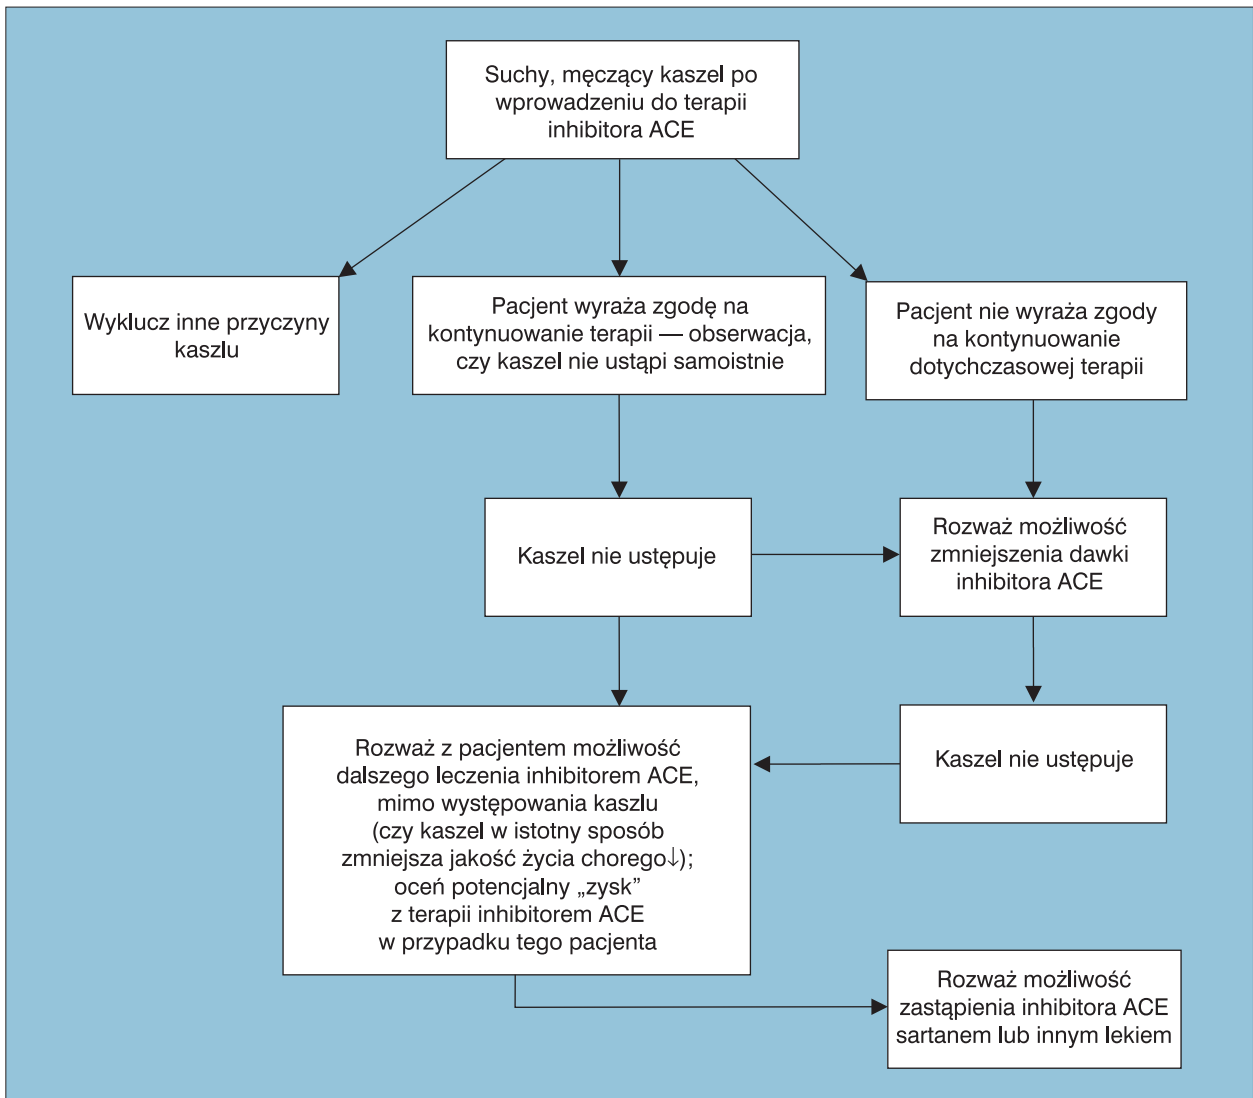 Suchy, męczący kaszel po
wprowadzeniu do terapii
inhibitora ACE
Wyklucz inne przyczyny
kaszlu
Pacjent wyraża zgodę na
kontynuowanie terapii — obserwacja,
czy kaszel nie ustąpi samoistnie
Pacjent nie wyraża zgody
na kontynuowanie
dotychczasowej terapii
Kaszel nie ustępuje
Rozważ możliwość
zmniejszenia dawki
inhibitora ACE
Rozważ z pacjentem możliwość
dalszego leczenia inhibitorem ACE,
mimo występowania kaszlu
(czy kaszel w istotny sposób
zmniejsza jakość życia chorego↓);
oceń potencjalny „zysk”
z terapii inhibitorem ACE
w przypadku tego pacjenta
Kaszel nie ustępuje
Rozważ możliwość
zastąpienia inhibitora ACE
sartanem lub innym lekiem